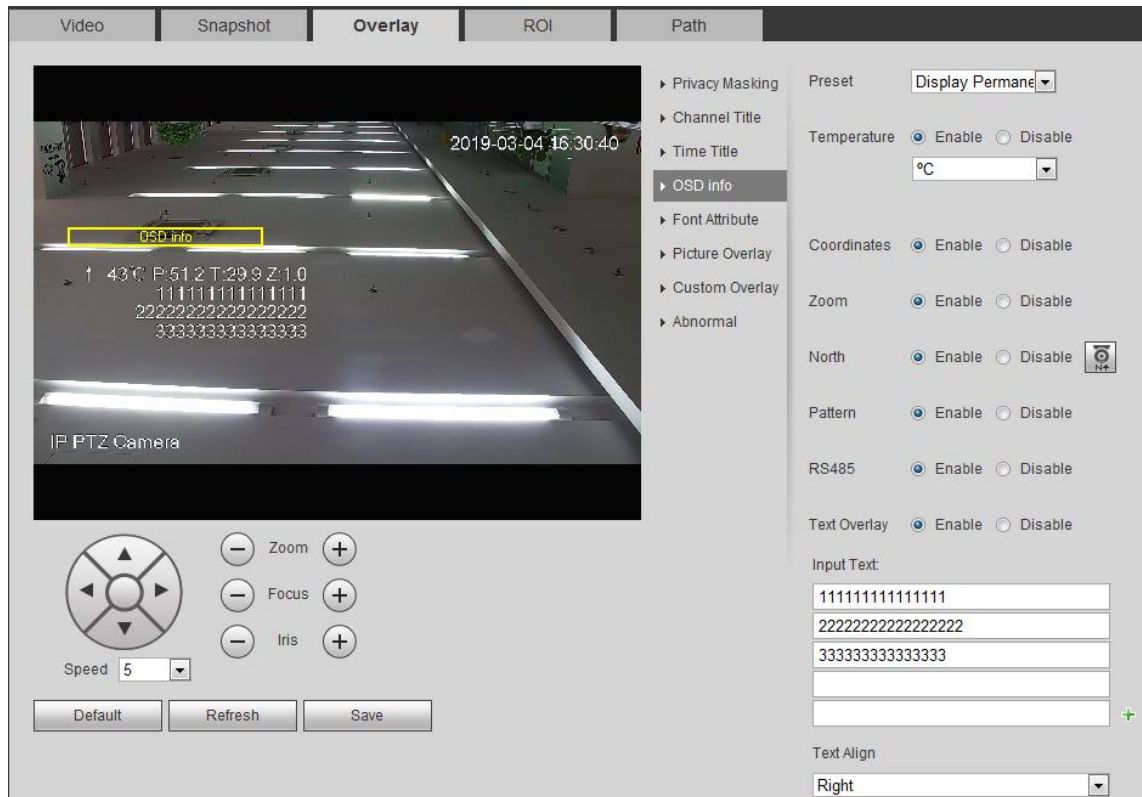 Video Snapshot Overlay ROI Path
2019-03-04 16:30:40
OSD info
43℃ P:51.2 T:29.9 Z:1.0
111111111111111
22222222222222222
333333333333333
IP PTZ Camera
Zoom
Focus
Iris
Speed 5
Default Refresh Save
Privacy Masking
Channel Title
Time Title
OSD info
Font Attribute
Picture Overlay
Custom Overlay
Abnormal
Preset Display Permane
Temperature Enable Disable
ºC
Coordinates Enable Disable
Zoom Enable Disable
North Enable Disable N
Pattern Enable Disable
RS485 Enable Disable
Text Overlay Enable Disable
Input Text:
111111111111111
22222222222222222
333333333333333
Text Align
Right